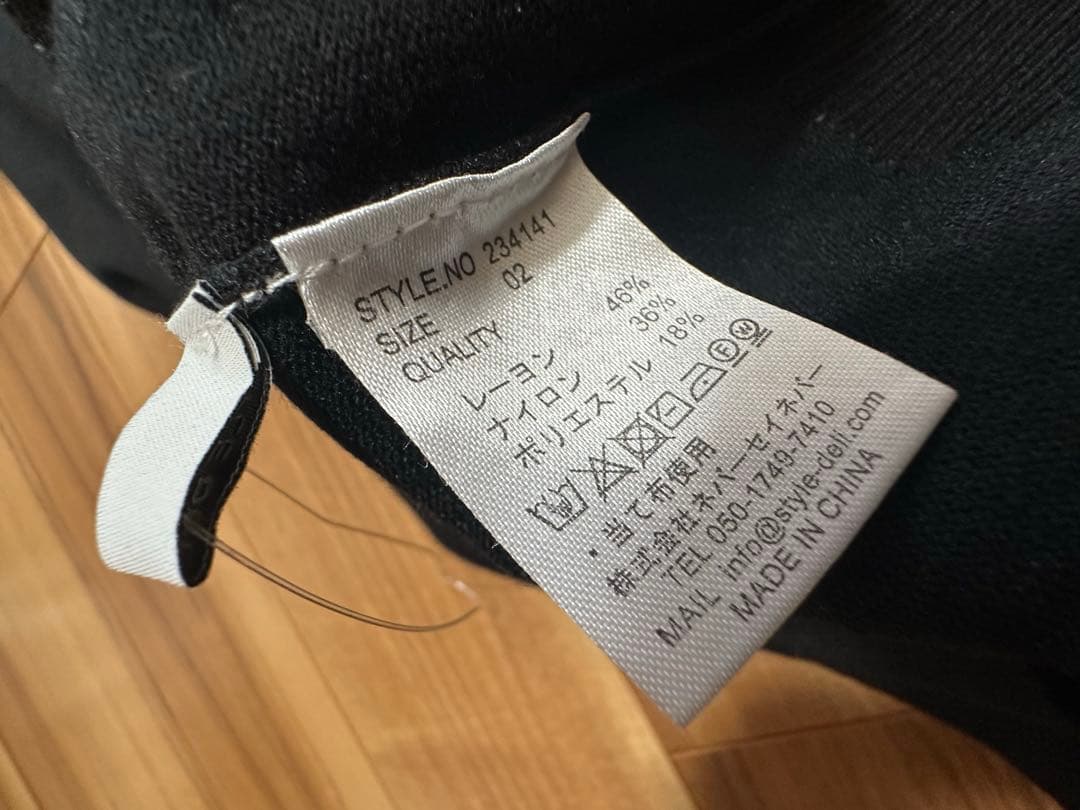 STYLE.NO 234141
SIZE 02
QUALITY
レーヨン 46%
ナイロン 36%
ポリエステル 18%
・当て布使用
株式会社ネバーセイネバー
TEL 050-1749-7410
MAIL info@style-deli.com
MADE IN CHINA